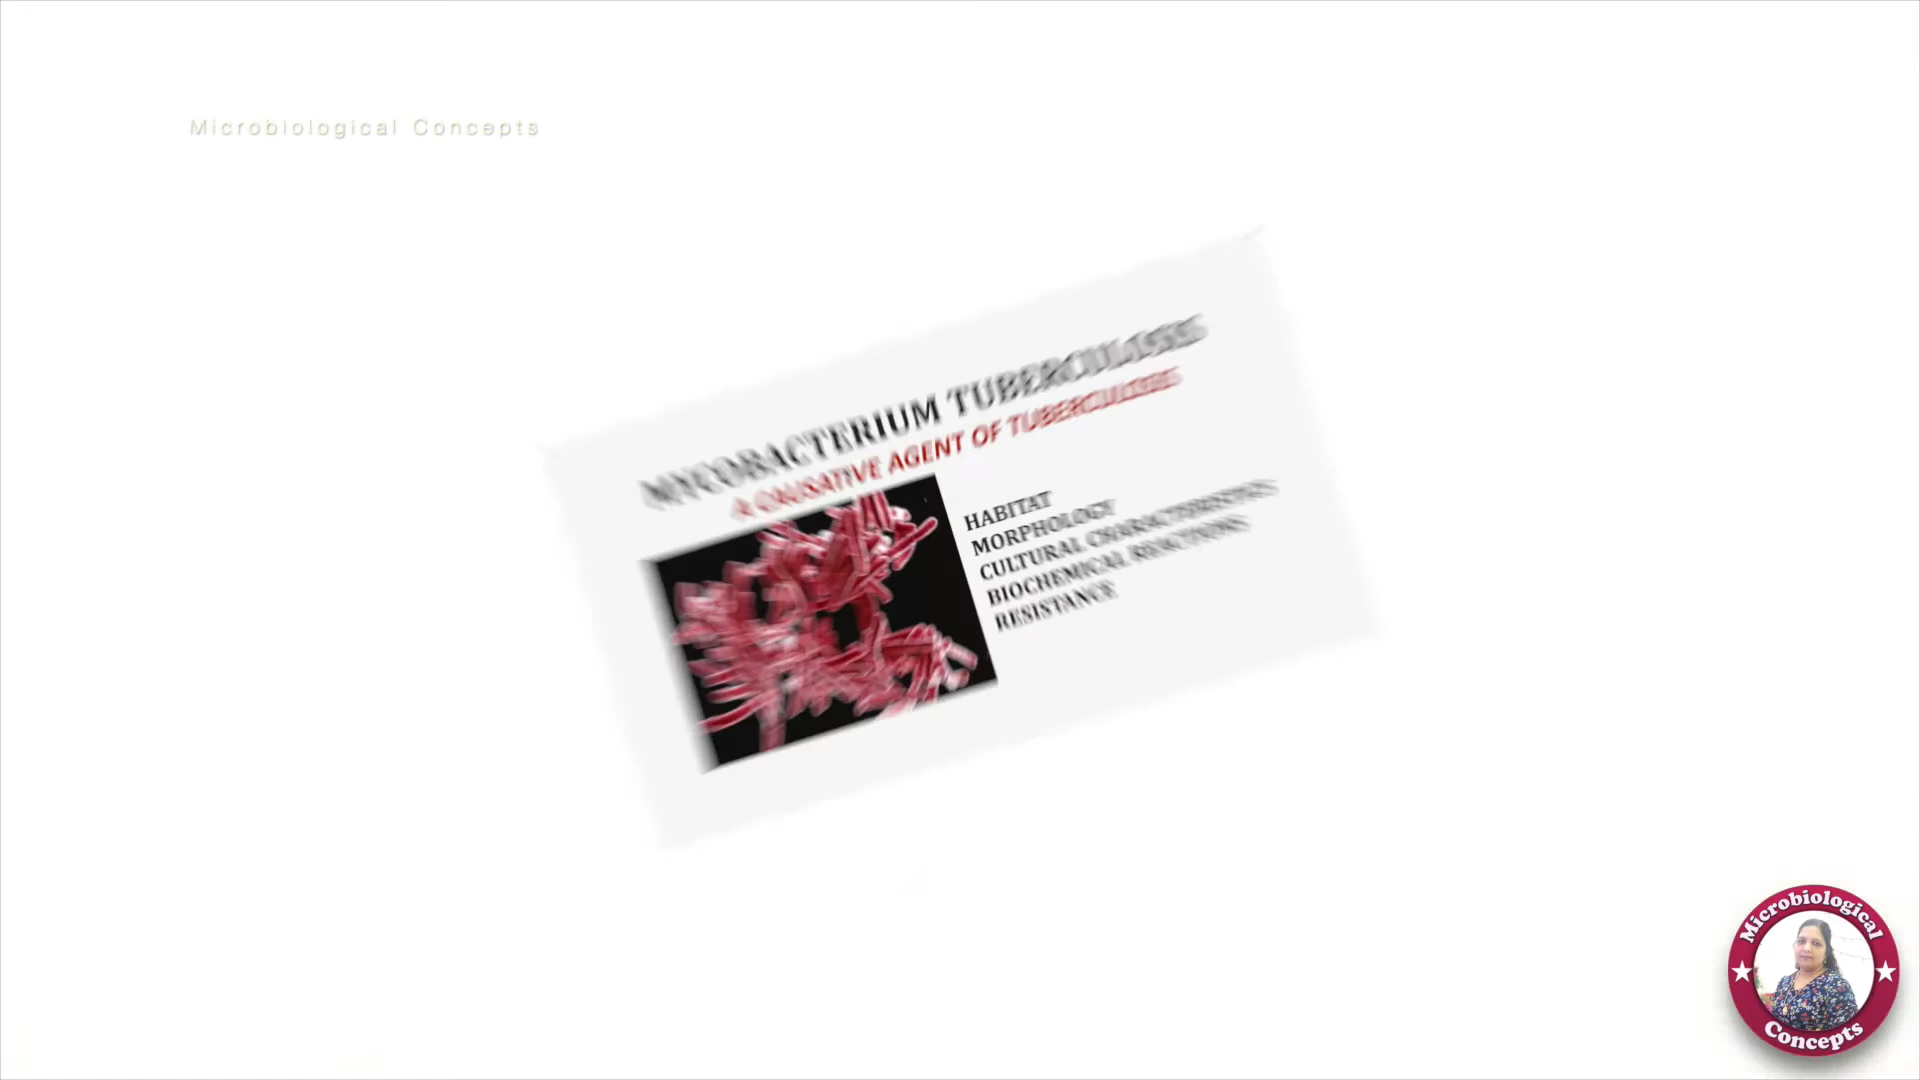 Microbiological Concepts
MYCOBACTERIUM TUBERCULOSIS
A CAUSATIVE AGENT OF TUBERCULOSIS
HABITAT
MORPHOLOGY
CULTURAL CHARACTERISTICS
BIOCHEMICAL REACTIONS
RESISTANCE
Microbiological
Concepts